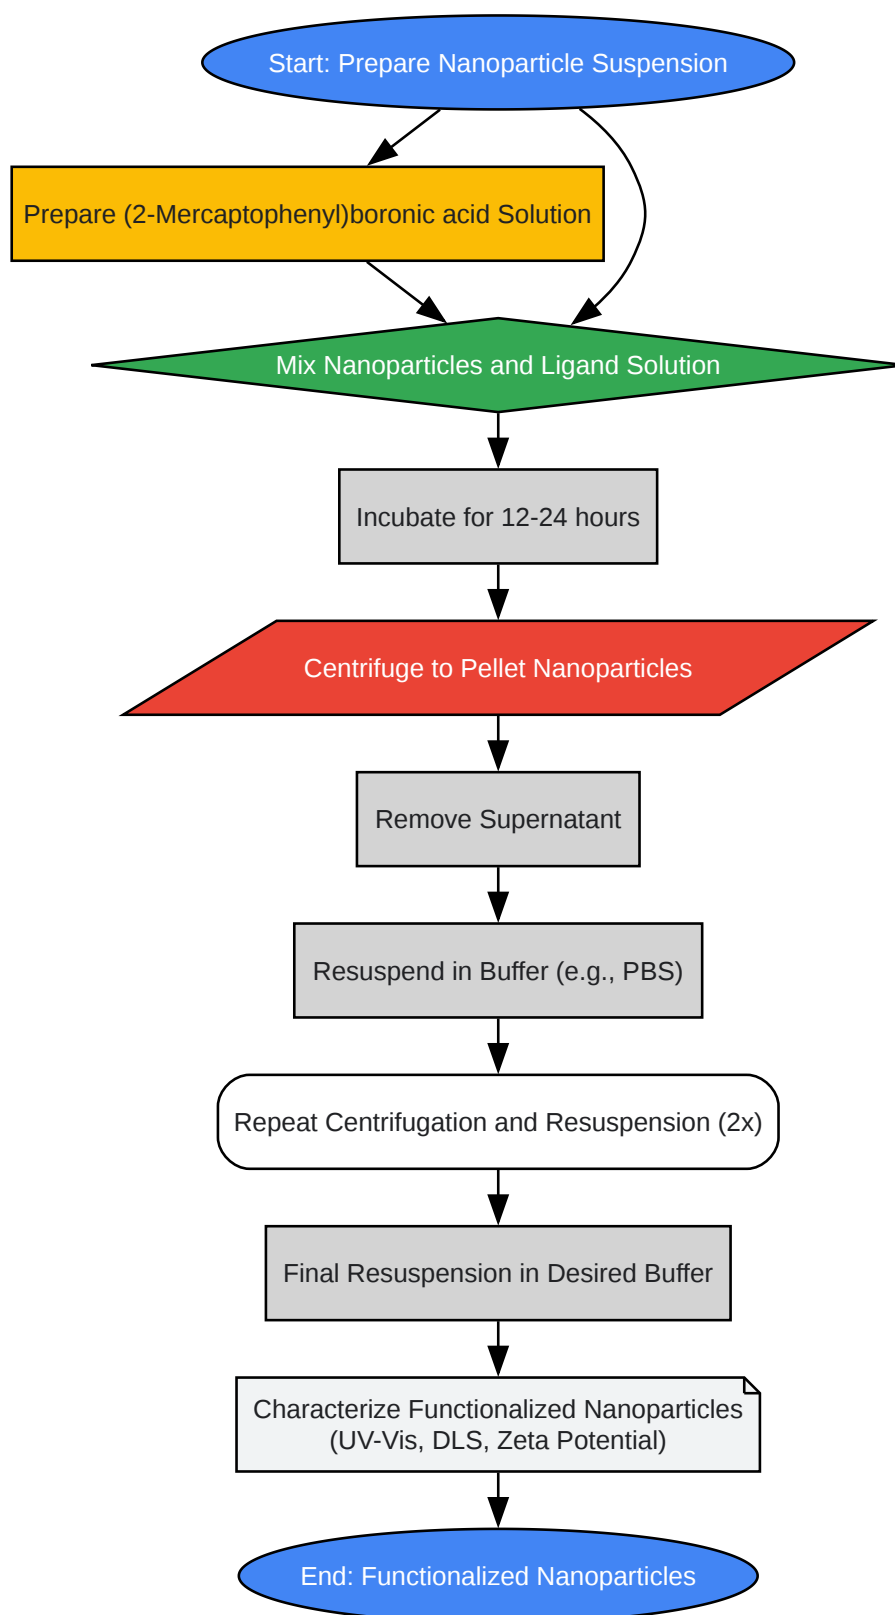 Start: Prepare Nanoparticle Suspension
Prepare (2-Mercaptophenyl)boronic acid Solution
Mix Nanoparticles and Ligand Solution
Incubate for 12-24 hours
Centrifuge to Pellet Nanoparticles
Remove Supernatant
Resuspend in Buffer (e.g., PBS)
Repeat Centrifugation and Resuspension (2x)
Final Resuspension in Desired Buffer
Characterize Functionalized Nanoparticles
(UV-Vis, DLS, Zeta Potential)
End: Functionalized Nanoparticles